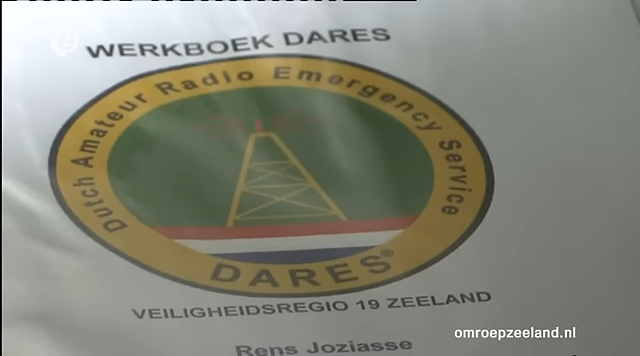 WERKBOEK DARES
Dutch Amateur Radio Emergency Service
DARES®
VEILIGHEIDSREGIO 19 ZEELAND
Rens Joziasse
omroepzeeland.nl